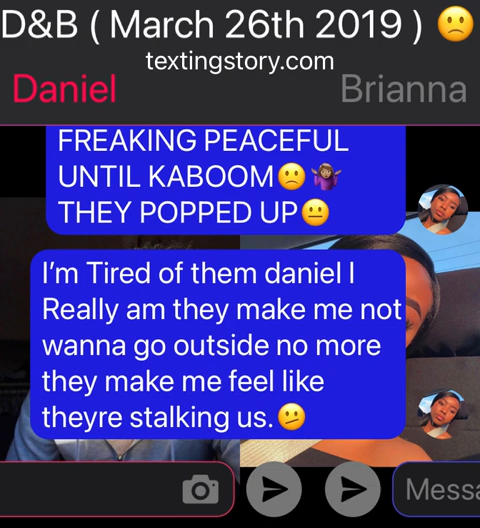 D&B ( March 26th 2019 ) 🙁
textingstory.com
Daniel Brianna
FREAKING PEACEFUL
UNTIL KABOOM🙁🤷🏾‍♀️
THEY POPPED UP😐
I'm Tired of them daniel I
Really am they make me not
wanna go outside no more
they make me feel like
theyre stalking us.🫤
Messa